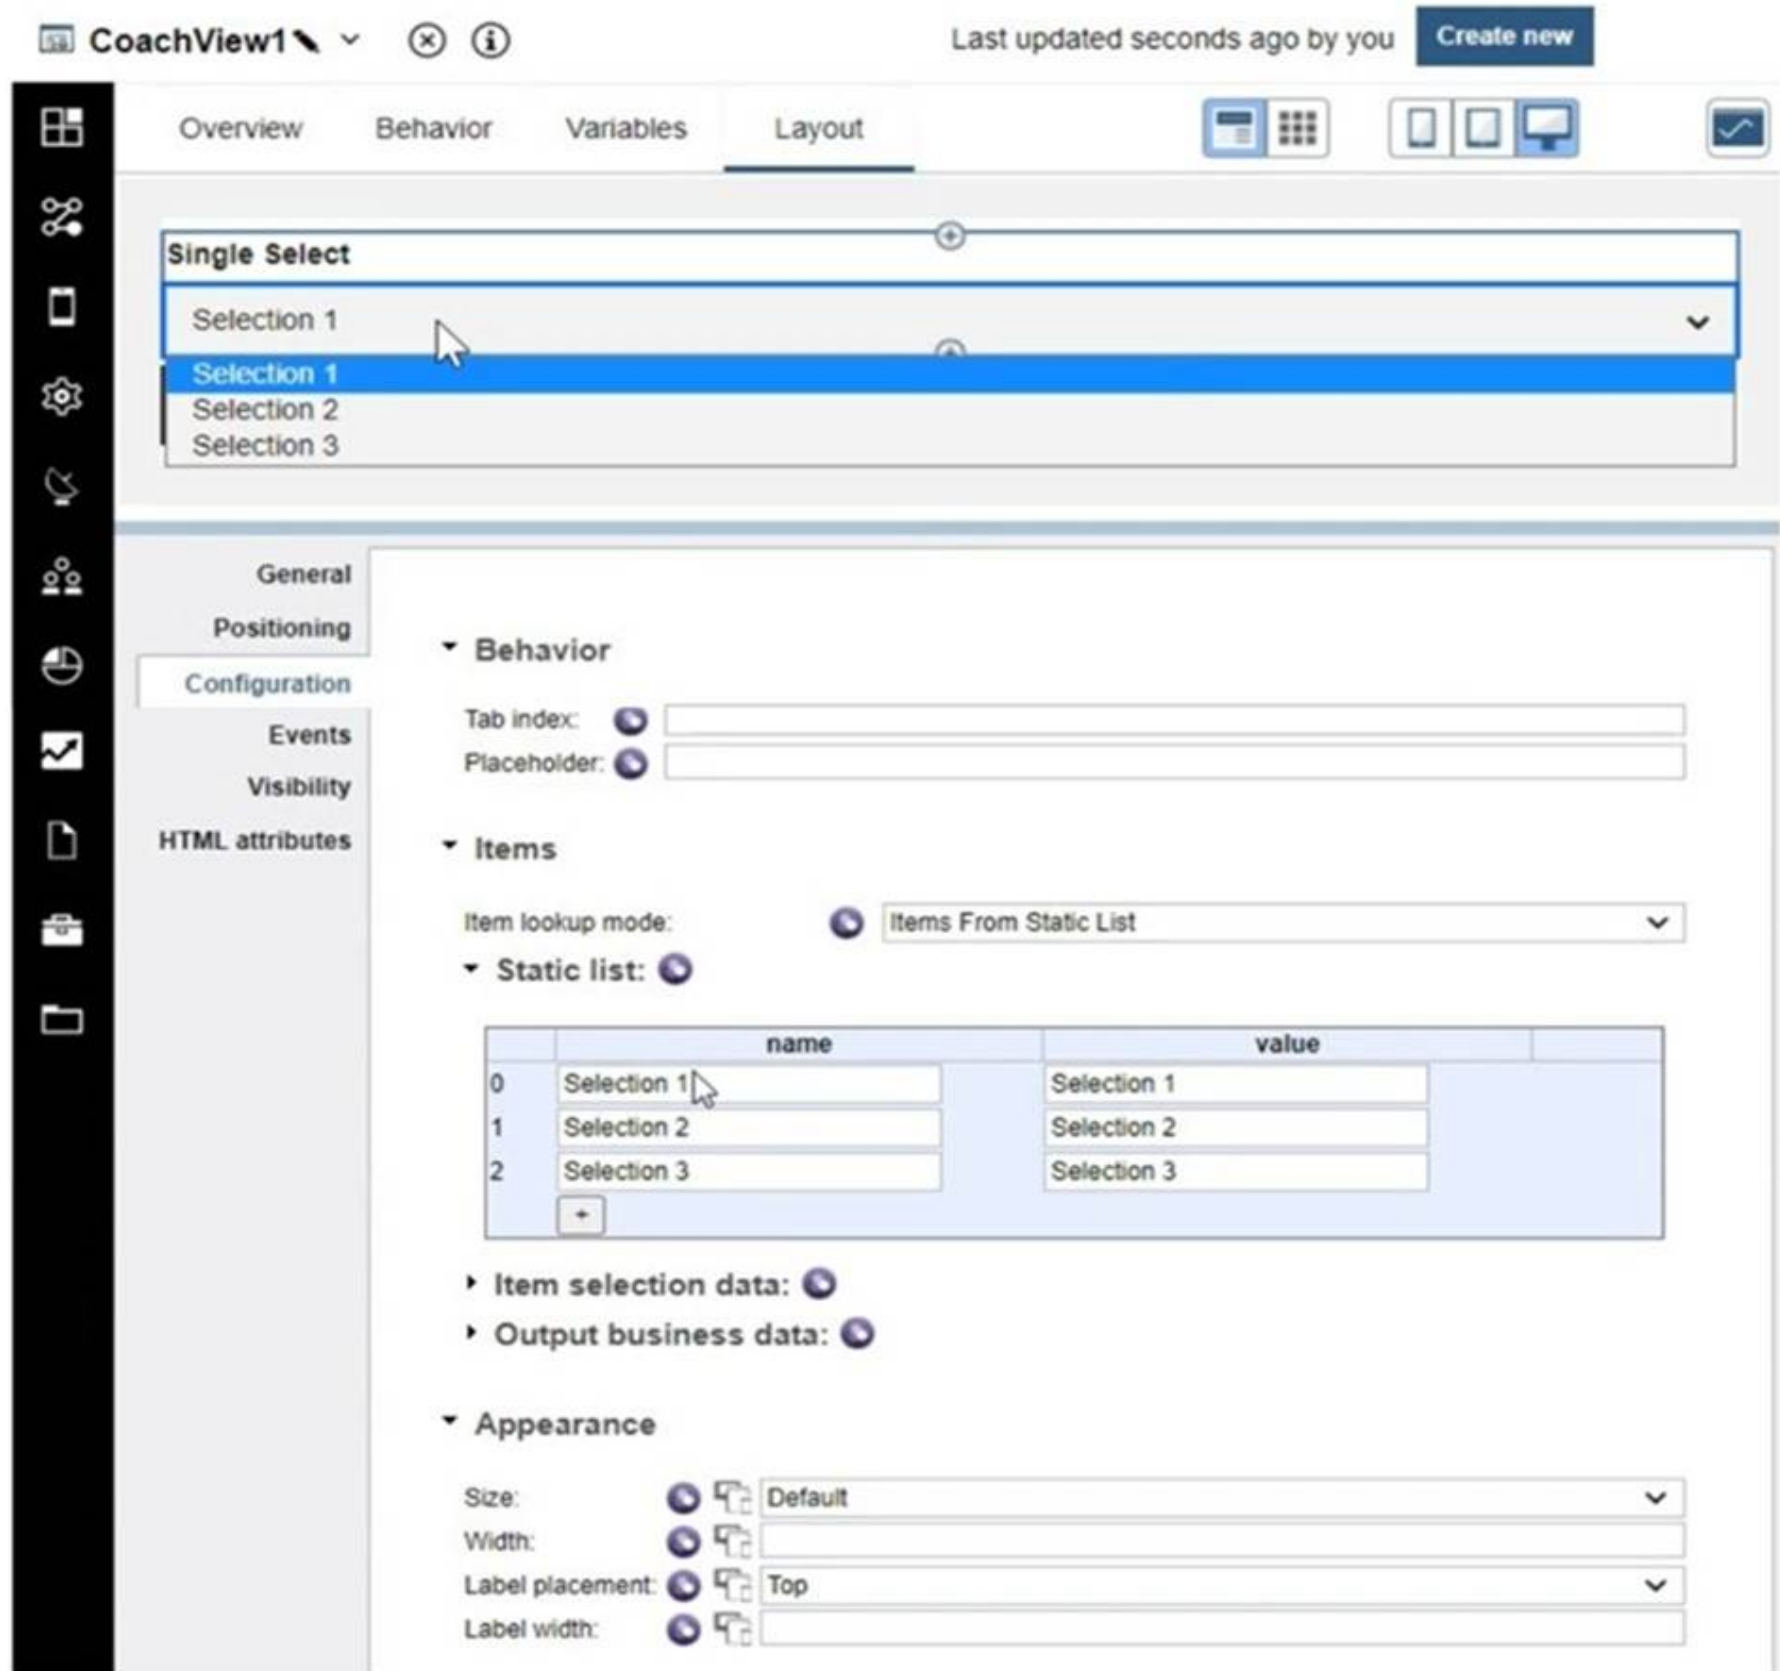 CoachView1
Last updated seconds ago by you
Create new
Overview
Behavior
Variables
Layout
Single Select
Selection 1
Selection 1
Selection 2
Selection 3
General
Positioning
Configuration
Events
Visibility
HTML attributes
Behavior
Tab index:
Placeholder:
Items
Item lookup mode:
Items From Static List
Static list:
name value
0 Selection 1 Selection 1
1 Selection 2 Selection 2
2 Selection 3 Selection 3
+
Item selection data:
Output business data:
Appearance
Size: Default
Width:
Label placement: Top
Label width: